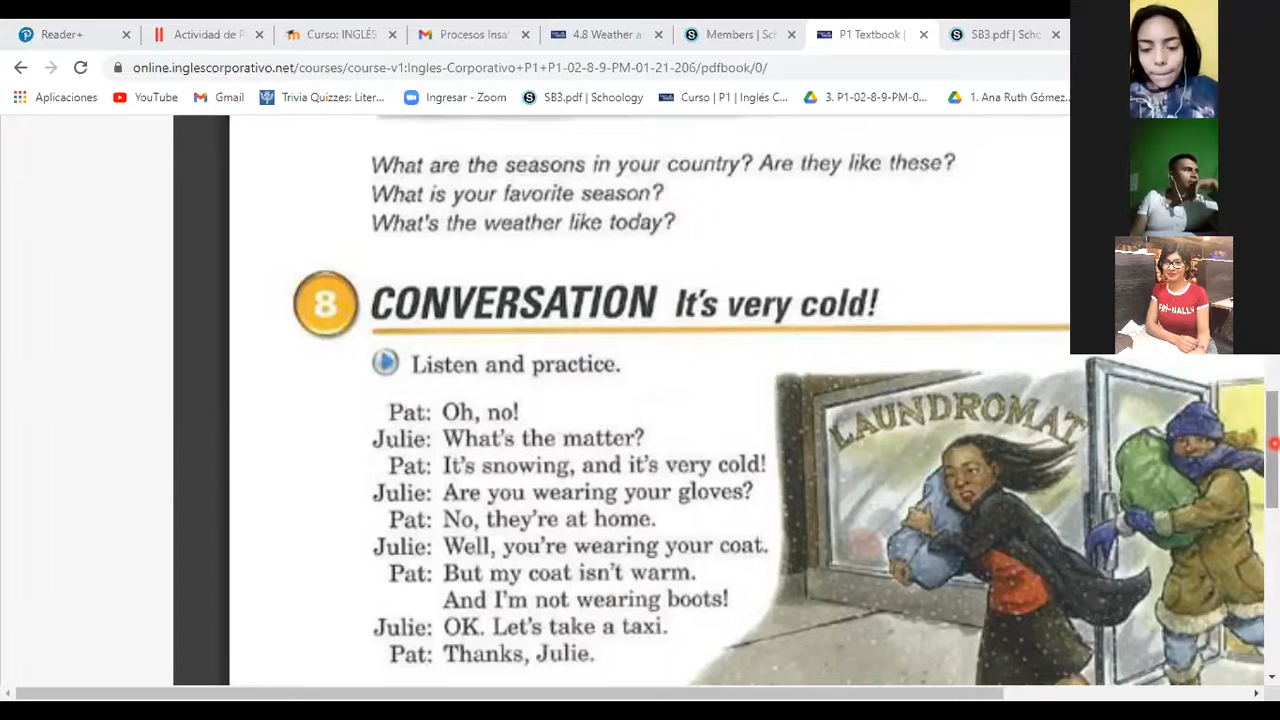 Reader+ × Actividad de P × Curso: INGLÉS × Procesos Insa × 4.8 Weather a × Members | Sch × P1 Textbook | × SB3.pdf | Scho ×
online.inglescorporativo.net/courses/course-v1:Ingles-Corporativo+P1+P1-02-8-9-PM-01-21-206/pdfbook/0/
Aplicaciones YouTube Gmail Trivia Quizzes: Liter... Ingresar - Zoom SB3.pdf | Schoology Curso | P1 | Inglés C... 3. P1-02-8-9-PM-0... 1. Ana Ruth Gómez...
What are the seasons in your country? Are they like these?
What is your favorite season?
What's the weather like today?
8 CONVERSATION It's very cold!
Listen and practice.
Pat: Oh, no!
Julie: What's the matter?
Pat: It's snowing, and it's very cold!
Julie: Are you wearing your gloves?
Pat: No, they're at home.
Julie: Well, you're wearing your coat.
Pat: But my coat isn't warm.
And I'm not wearing boots!
Julie: OK. Let's take a taxi.
Pat: Thanks, Julie.
LAUNDROMAT